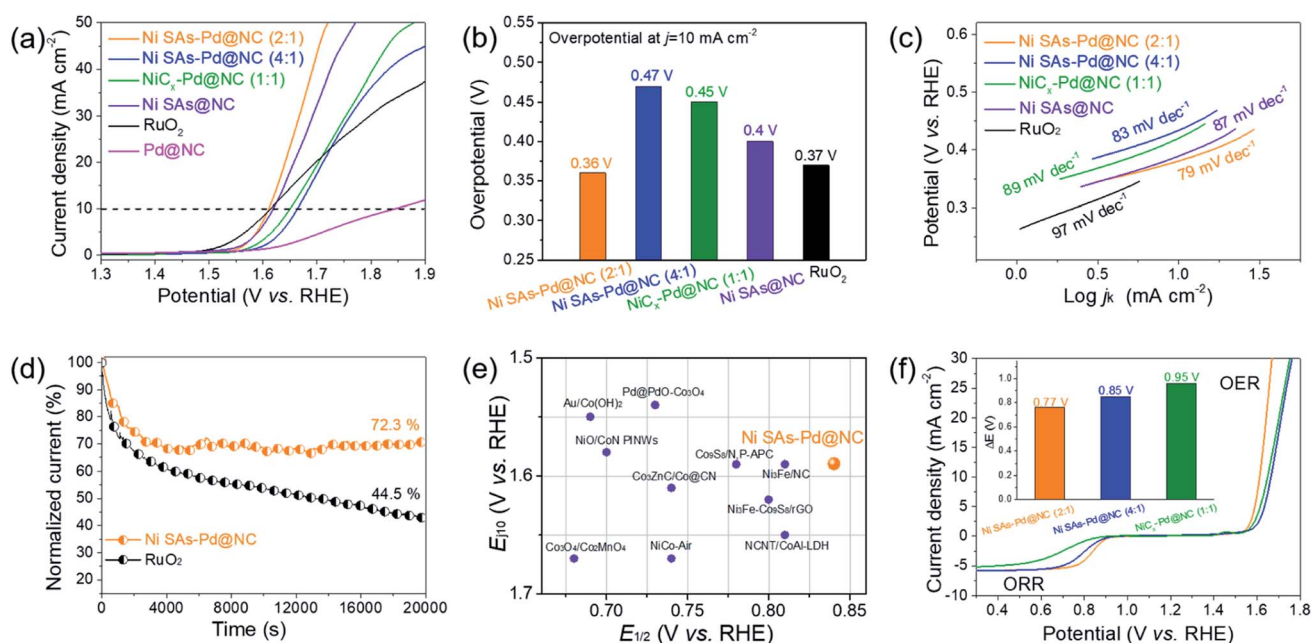 (a)
Current density (mA cm⁻²)
50
40
30
20
10
0
Ni SAs-Pd@NC (2:1)
Ni SAs-Pd@NC (4:1)
NiCₓ-Pd@NC (1:1)
Ni SAs@NC
RuO₂
Pd@NC
1.3 1.4 1.5 1.6 1.7 1.8 1.9
Potential (V vs. RHE)
(b)
Overpotential (V)
0.55
0.50
0.45
0.40
0.35
0.30
0.25
Overpotential at j=10 mA cm⁻²
0.36 V
0.47 V
0.45 V
0.4 V
0.37 V
Ni SAs-Pd@NC (2:1)
Ni SAs-Pd@NC (4:1)
NiCₓ-Pd@NC (1:1)
Ni SAs@NC
RuO₂
(c)
Potential (V vs. RHE)
0.6
0.5
0.4
0.3
Ni SAs-Pd@NC (2:1)
Ni SAs-Pd@NC (4:1)
NiCₓ-Pd@NC (1:1)
Ni SAs@NC
RuO₂
83 mV dec⁻¹
87 mV dec⁻¹
89 mV dec⁻¹
79 mV dec⁻¹
97 mV dec⁻¹
0.0 0.5 1.0 1.5
Log jₖ (mA cm⁻²)
(d)
Normalized current (%)
100
90
80
70
60
50
40
30
20
10
0
72.3 %
44.5 %
Ni SAs-Pd@NC
RuO₂
0 4000 8000 12000 16000 20000
Time (s)
(e)
Eⱼ₁₀ (V vs. RHE)
1.5
1.6
1.7
Pd@PdO-Co₃O₄
Au/Co(OH)₂
NiO/CoN PINWs
Ni SAs-Pd@NC
Co₉S₈/N,P-APC
Ni₃Fe/NC
Co₃ZnC/Co@CN
Ni₃Fe-Co₉S₈/rGO
Co₃O₄/Co₂MnO₄
NiCo-Air
NCNT/CoAl-LDH
0.70 0.75 0.80 0.85
E₁/₂ (V vs. RHE)
(f)
Current density (mA cm⁻²)
30
25
20
15
10
5
0
-5
-10
ΔE (V)
1.0
0.8
0.6
0.4
0.2
0.0
0.77 V
0.85 V
0.95 V
Ni SAs-Pd@NC (2:1)
Ni SAs-Pd@NC (4:1)
NiCₓ-Pd@NC (1:1)
OER
ORR
0.4 0.6 0.8 1.0 1.2 1.4 1.6 1.8
Potential (V vs. RHE)